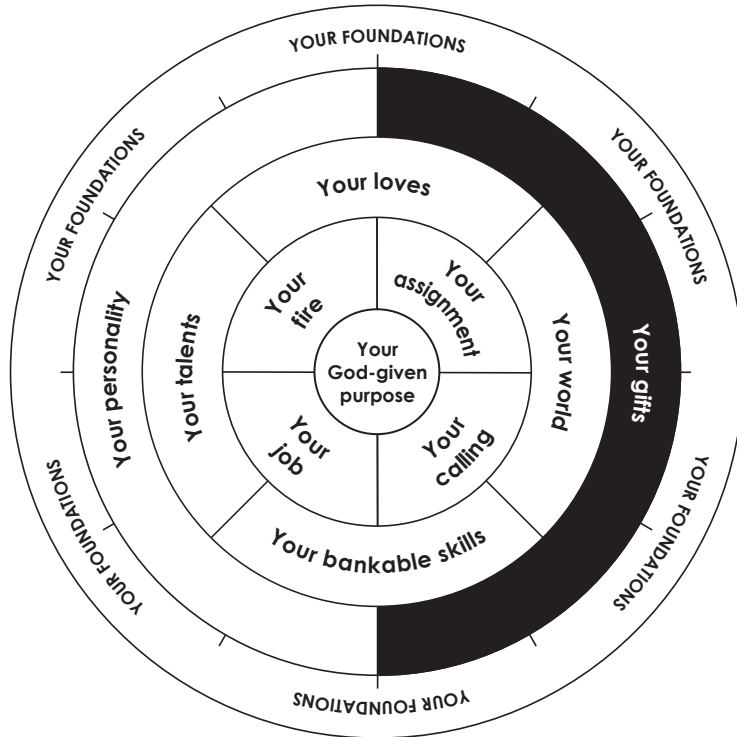 YOUR FOUNDATIONS
YOUR FOUNDATIONS
YOUR FOUNDATIONS
Your loves
Your
fire
Your
assignment
Your personality
Your talents
Your
God-given
purpose
Your world
Your gifts
Your
job
Your
calling
Your bankable skills
YOUR FOUNDATIONS
YOUR FOUNDATIONS
YOUR FOUNDATIONS